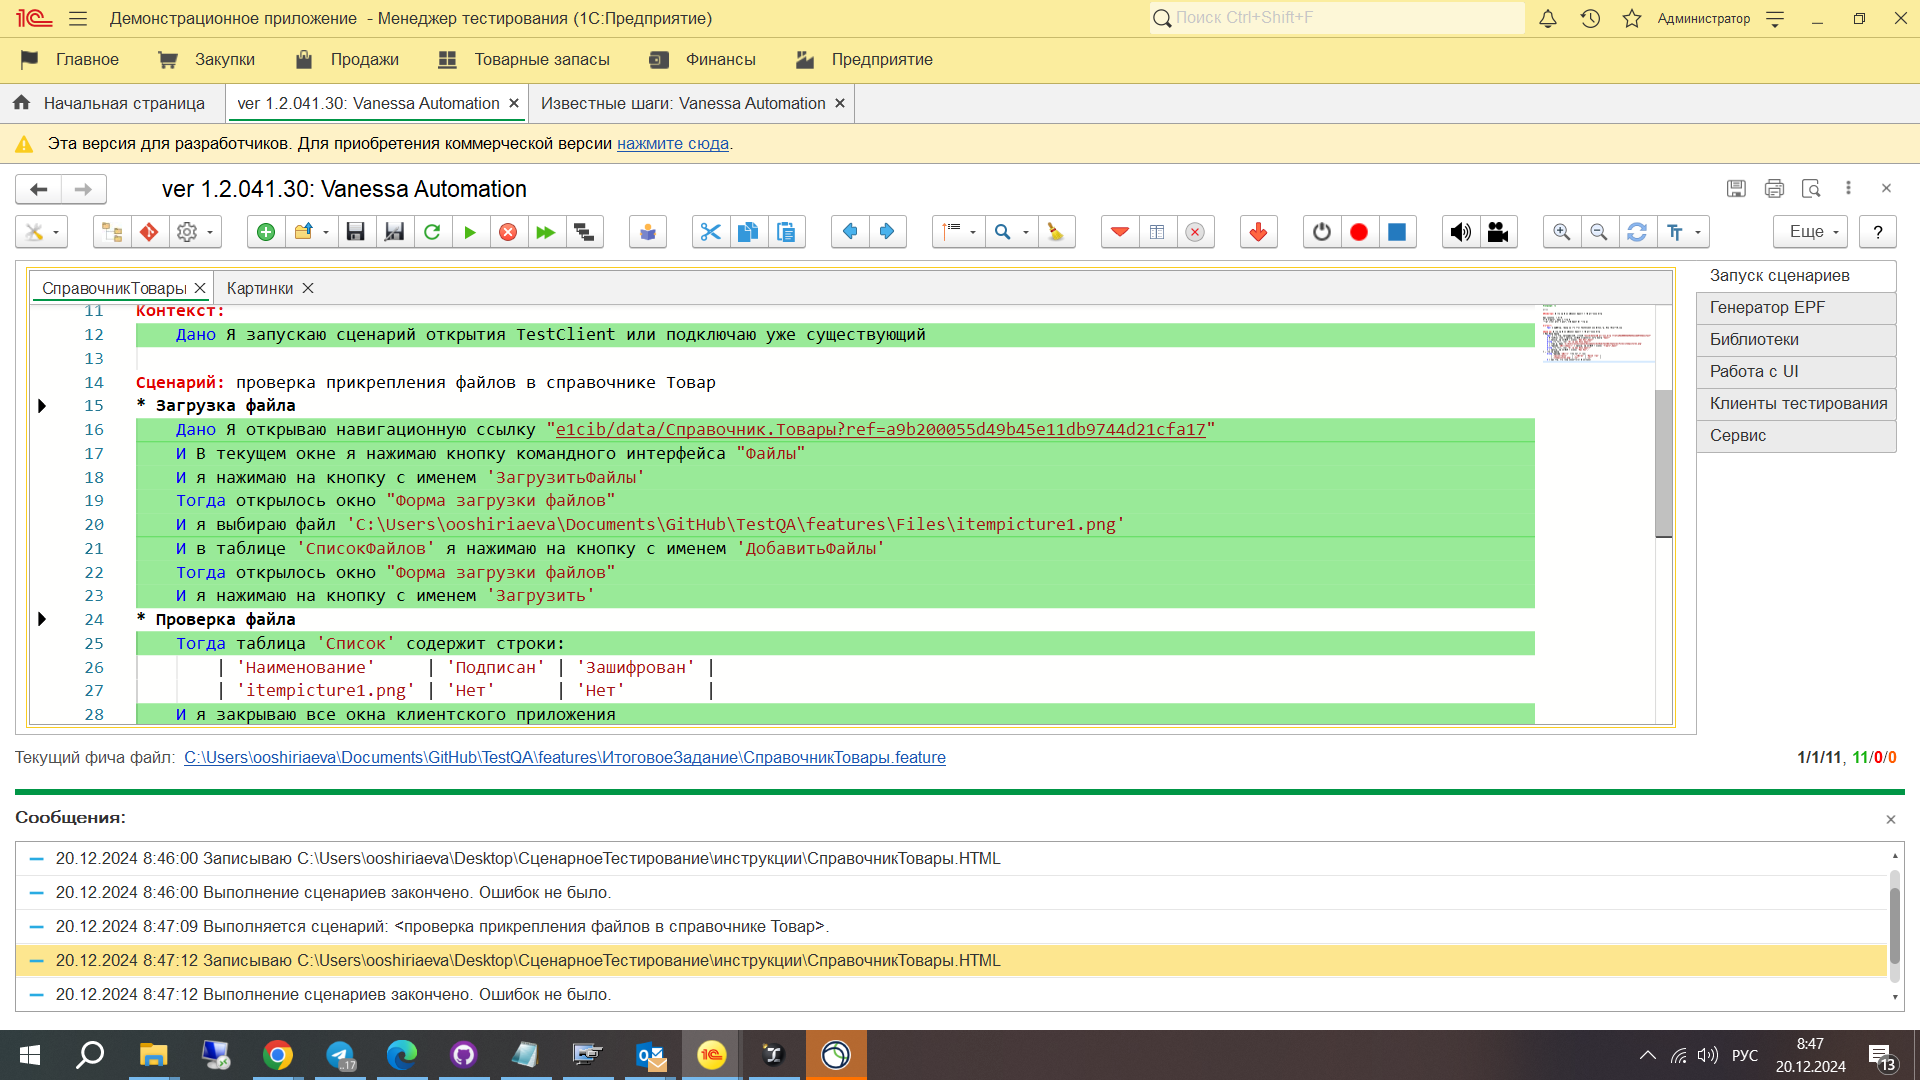 Демонстрационное приложение - Менеджер тестирования (1С:Предприятие)
Поиск Ctrl+Shift+F
Администратор
Главное
Закупки
Продажи
Товарные запасы
Финансы
Предприятие
Начальная страница
ver 1.2.041.30: Vanessa Automation
Известные шаги: Vanessa Automation
Эта версия для разработчиков. Для приобретения коммерческой версии нажмите сюда.
ver 1.2.041.30: Vanessa Automation
Еще
?
СправочникТовары
Картинки
11 Контекст:
12 Дано Я запускаю сценарий открытия TestClient или подключаю уже существующий
13
14 Сценарий: проверка прикрепления файлов в справочнике Товар
15 * Загрузка файла
16 Дано Я открываю навигационную ссылку "e1cib/data/Справочник.Товары?ref=a9b200055d49b45e11db9744d21cfa17"
17 И В текущем окне я нажимаю кнопку командного интерфейса "Файлы"
18 И я нажимаю на кнопку с именем 'ЗагрузитьФайлы'
19 Тогда открылось окно "Форма загрузки файлов"
20 И я выбираю файл 'C:\Users\ooshiriaeva\Documents\GitHub\TestQA\features\Files\itempicture1.png'
21 И в таблице 'СписокФайлов' я нажимаю на кнопку с именем 'ДобавитьФайлы'
22 Тогда открылось окно "Форма загрузки файлов"
23 И я нажимаю на кнопку с именем 'Загрузить'
24 * Проверка файла
25 Тогда таблица 'Список' содержит строки:
26 | 'Наименование' | 'Подписан' | 'Зашифрован' |
27 | 'itempicture1.png' | 'Нет' | 'Нет' |
28 И я закрываю все окна клиентского приложения
Запуск сценариев
Генератор EPF
Библиотеки
Работа с UI
Клиенты тестирования
Сервис
Текущий фича файл: C:\Users\ooshiriaeva\Documents\GitHub\TestQA\features\ИтоговоеЗадание\СправочникТовары.feature
1/1/11, 11/0/0
Сообщения:
20.12.2024 8:46:00 Записываю C:\Users\ooshiriaeva\Desktop\СценарноеТестирование\инструкции\СправочникТовары.HTML
20.12.2024 8:46:00 Выполнение сценариев закончено. Ошибок не было.
20.12.2024 8:47:09 Выполняется сценарий: <проверка прикрепления файлов в справочнике Товар>.
20.12.2024 8:47:12 Записываю C:\Users\ooshiriaeva\Desktop\СценарноеТестирование\инструкции\СправочникТовары.HTML
20.12.2024 8:47:12 Выполнение сценариев закончено. Ошибок не было.
17
РУС
8:47
20.12.2024
13